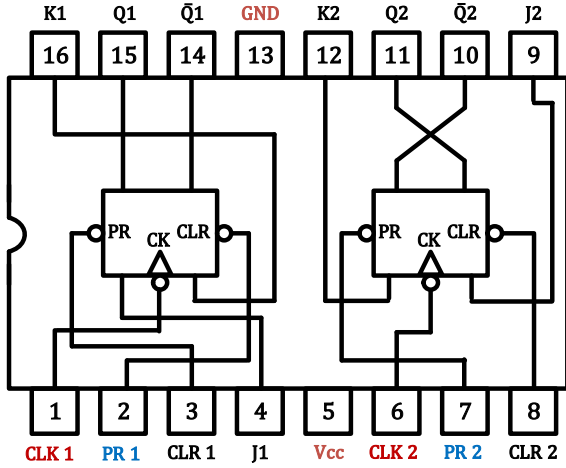 K1 Q1 Q̄1 GND K2 Q2 Q̄2 J2
16 15 14 13 12 11 10 9
PR CLR PR CLR
CK CK
1 2 3 4 5 6 7 8
CLK 1 PR 1 CLR 1 J1 Vcc CLK 2 PR 2 CLR 2